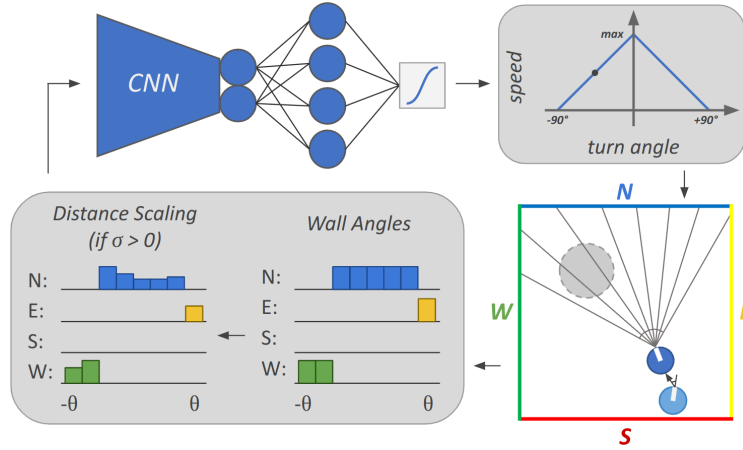 CNN
speed
max
-90°
+90°
turn angle
Distance Scaling
(if σ > 0)
N:
E:
S:
W:
-θ
θ
Wall Angles
N:
E:
S:
W:
-θ
θ
N
W
S